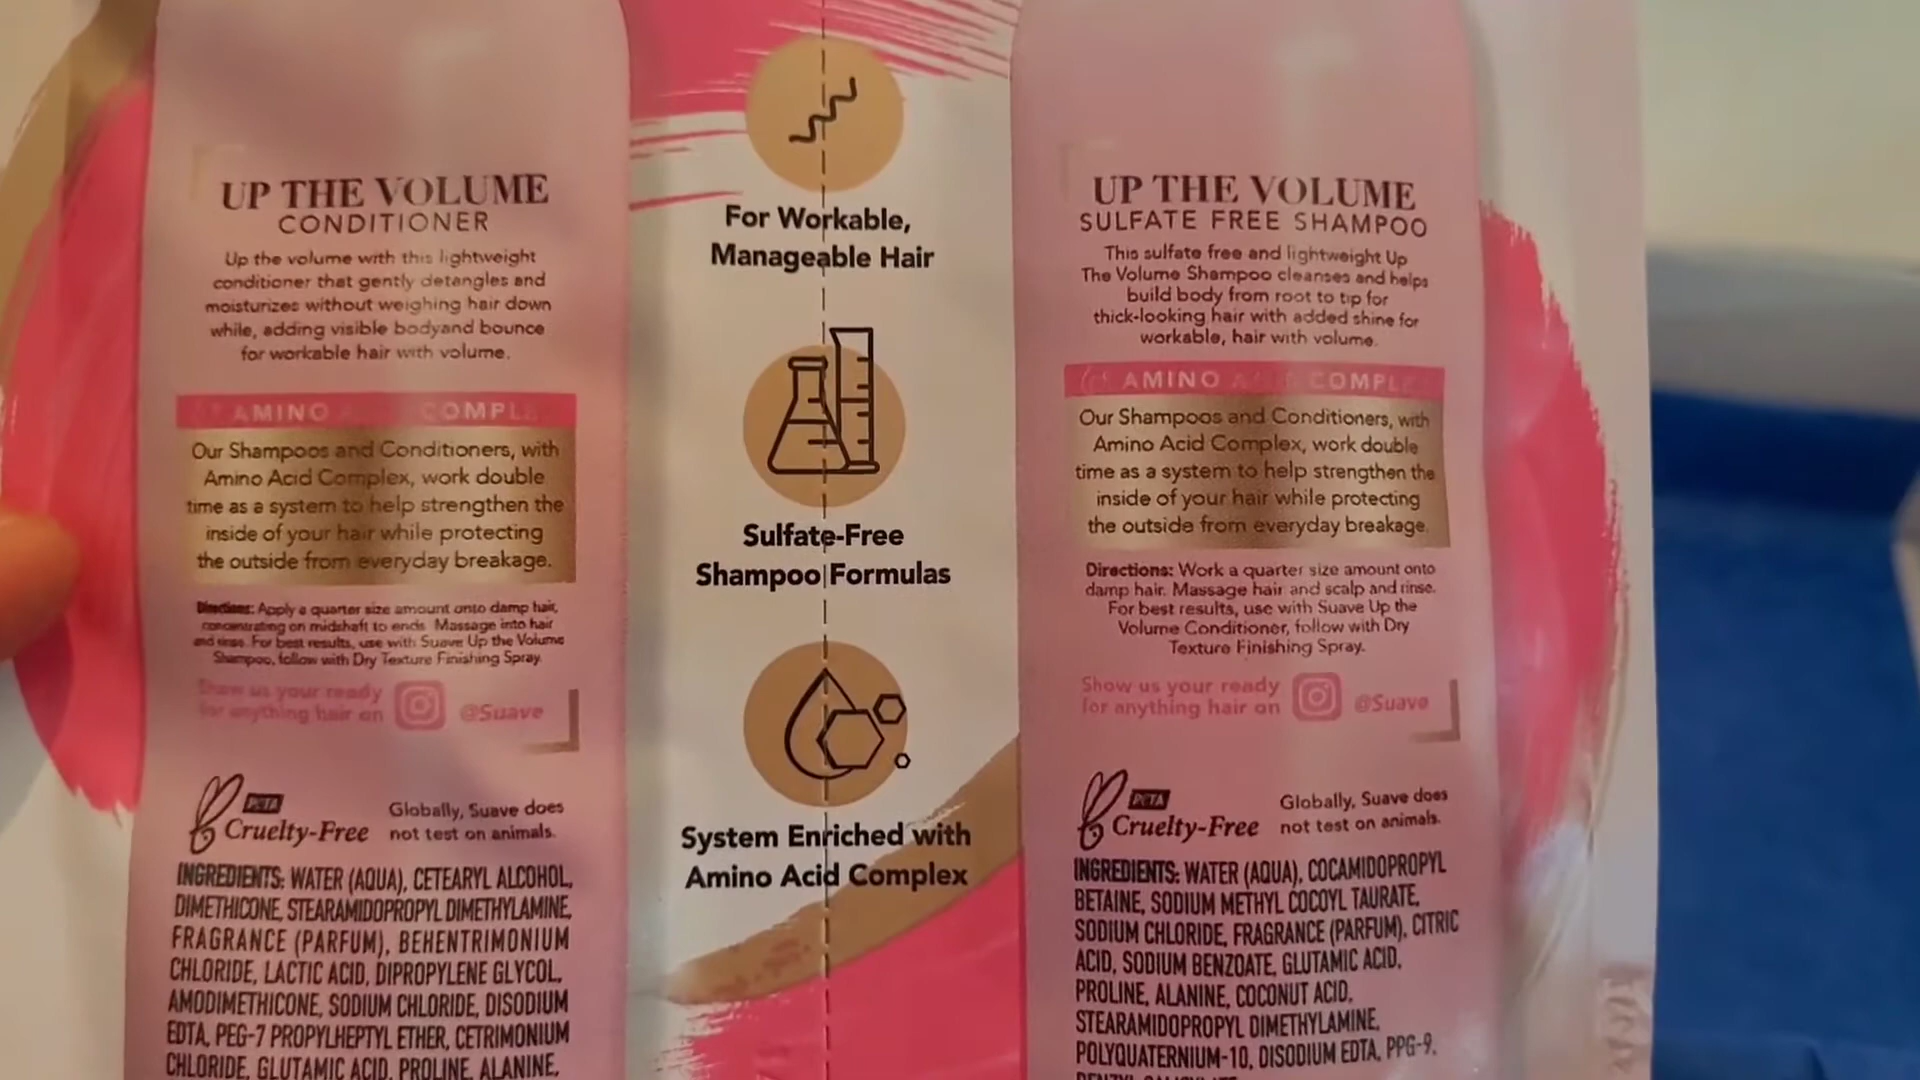 UP THE VOLUME
CONDITIONER
Up the volume with this lightweight
conditioner that gently detangles and
moisturizes without weighing hair down
while, adding visible bodyand bounce
for workable hair with volume.
AMINO COMPLE
Our Shampoos and Conditioners, with
Amino Acid Complex, work double
time as a system to help strengthen the
inside of your hair while protecting
the outside from everyday breakage.
Directions: Apply a quarter size amount onto damp hair,
concentrating on midshaft to ends. Massage into hair
and rinse. For best results, use with Suave Up the Volume
Shampoo, follow with Dry Texture Finishing Spray.
Show us your ready
for anything hair on @Suave
PETA
Cruelty-Free
Globally, Suave does
not test on animals.
INGREDIENTS: WATER (AQUA), CETEARYL ALCOHOL,
DIMETHICONE, STEARAMIDOPROPYL DIMETHYLAMINE,
FRAGRANCE (PARFUM), BEHENTRIMONIUM
CHLORIDE, LACTIC ACID, DIPROPYLENE GLYCOL,
AMODIMETHICONE, SODIUM CHLORIDE, DISODIUM
EDTA, PEG-7 PROPYLHEPTYL ETHER, CETRIMONIUM
CHLORIDE, GLUTAMIC ACID, PROLINE, ALANINE,
For Workable,
Manageable Hair
Sulfate-Free
Shampoo Formulas
System Enriched with
Amino Acid Complex
UP THE VOLUME
SULFATE FREE SHAMPOO
This sulfate free and lightweight Up
The Volume Shampoo cleanses and helps
build body from root to tip for
thick-looking hair with added shine for
workable, hair with volume.
AMINO COMPLE
Our Shampoos and Conditioners, with
Amino Acid Complex, work double
time as a system to help strengthen the
inside of your hair while protecting
the outside from everyday breakage.
Directions: Work a quarter size amount onto
damp hair. Massage hair and scalp and rinse.
For best results, use with Suave Up the
Volume Conditioner, follow with Dry
Texture Finishing Spray.
Show us your ready
for anything hair on @Suave
PETA
Cruelty-Free
Globally, Suave does
not test on animals.
INGREDIENTS: WATER (AQUA), COCAMIDOPROPYL
BETAINE, SODIUM METHYL COCOYL TAURATE,
SODIUM CHLORIDE, FRAGRANCE (PARFUM), CITRIC
ACID, SODIUM BENZOATE, GLUTAMIC ACID,
PROLINE, ALANINE, COCONUT ACID,
STEARAMIDOPROPYL DIMETHYLAMINE,
POLYQUATERNIUM-10, DISODIUM EDTA, PPG-9,